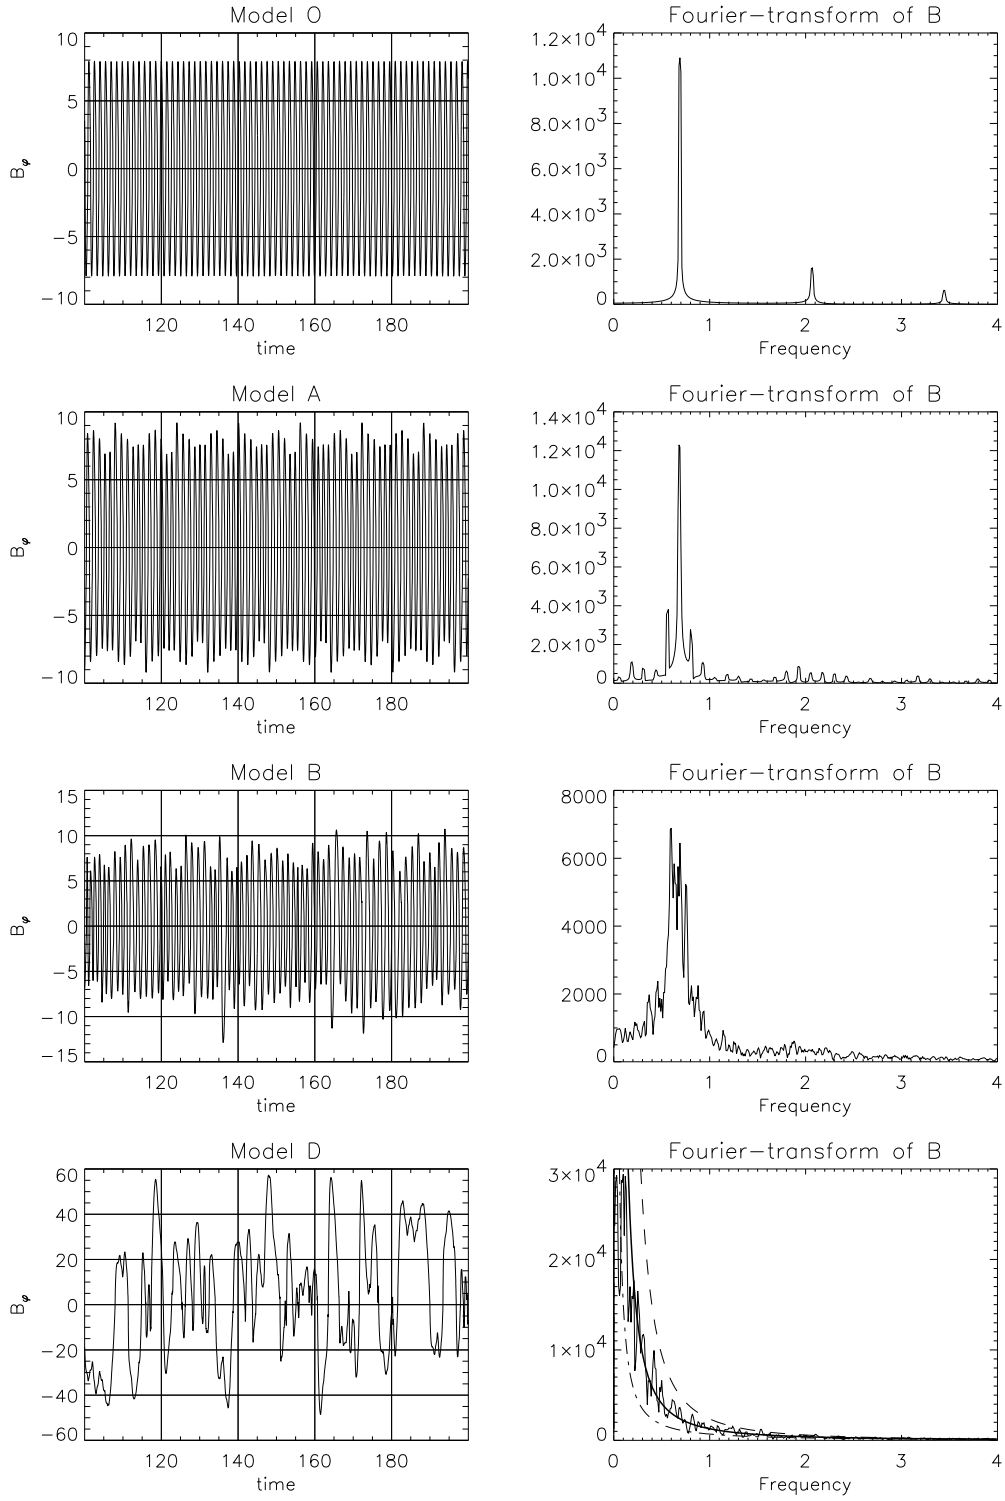 Model O
Fourier-transform of B
10
5
0
-5
-10
Bφ
120 140 160 180
time
1.2×10^4
1.0×10^4
8.0×10^3
6.0×10^3
4.0×10^3
2.0×10^3
0
0 1 2 3 4
Frequency
Model A
Fourier-transform of B
10
5
0
-5
-10
Bφ
120 140 160 180
time
1.4×10^4
1.2×10^4
1.0×10^4
8.0×10^3
6.0×10^3
4.0×10^3
2.0×10^3
0
0 1 2 3 4
Frequency
Model B
Fourier-transform of B
15
10
5
0
-5
-10
-15
Bφ
120 140 160 180
time
8000
6000
4000
2000
0
0 1 2 3 4
Frequency
Model D
Fourier-transform of B
60
40
20
0
-20
-40
-60
Bφ
120 140 160 180
time
3×10^4
2×10^4
1×10^4
0
0 1 2 3 4
Frequency